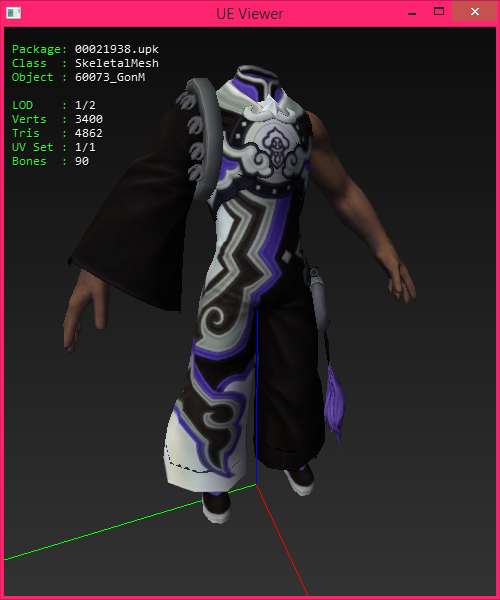 UE Viewer
Package: 00021938.upk
Class : SkeletalMesh
Object : 60073_GonM
LOD : 1/2
Verts : 3400
Tris : 4862
UV Set : 1/1
Bones : 90